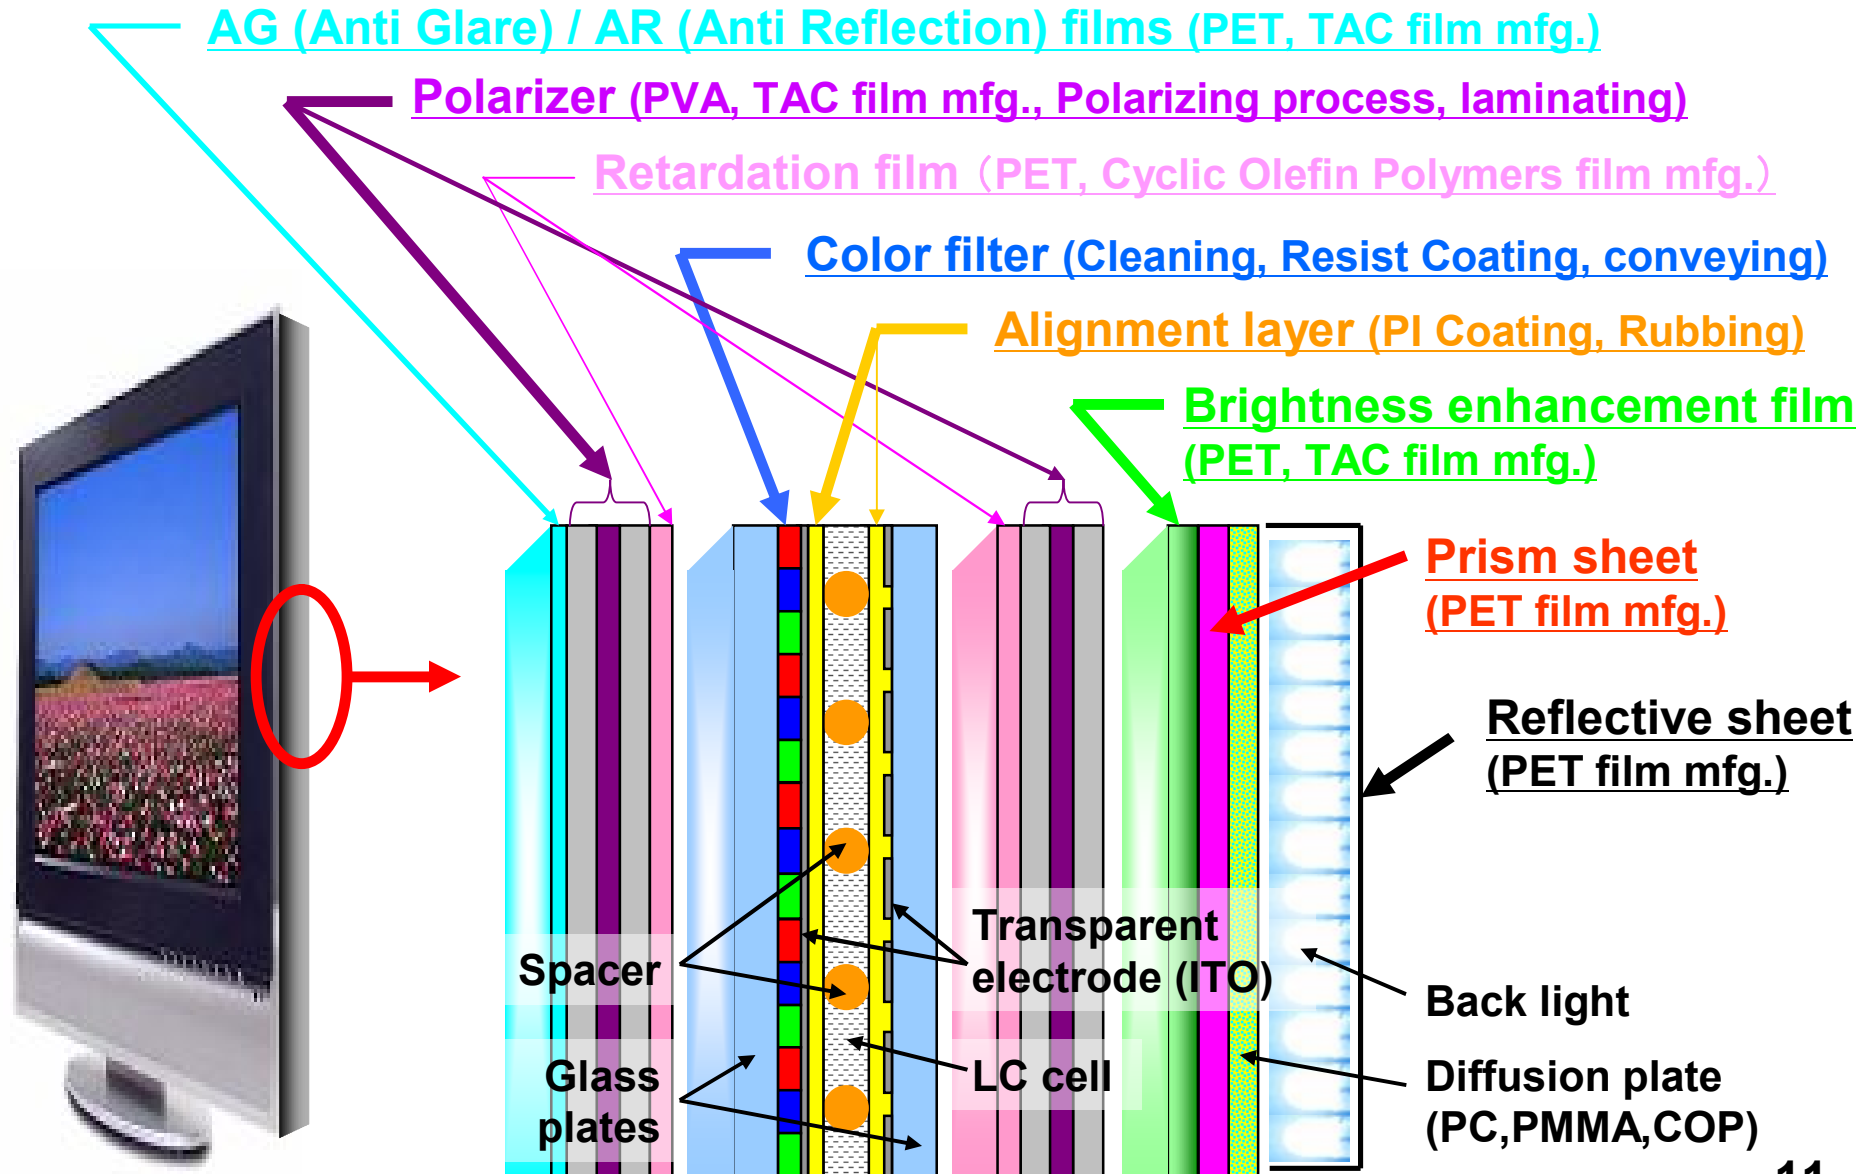 AG (Anti Glare) / AR (Anti Reflection) films (PET, TAC film mfg.)
Polarizer (PVA, TAC film mfg., Polarizing process, laminating)
Retardation film（PET, Cyclic Olefin Polymers film mfg.）
Color filter (Cleaning, Resist Coating, conveying)
Alignment layer (PI Coating, Rubbing)
Brightness enhancement film
(PET, TAC film mfg.)
Prism sheet
(PET film mfg.)
Reflective sheet
(PET film mfg.)
Transparent
electrode (ITO)
Spacer
Back light
Glass
plates
LC cell
Diffusion plate
(PC,PMMA,COP)
11